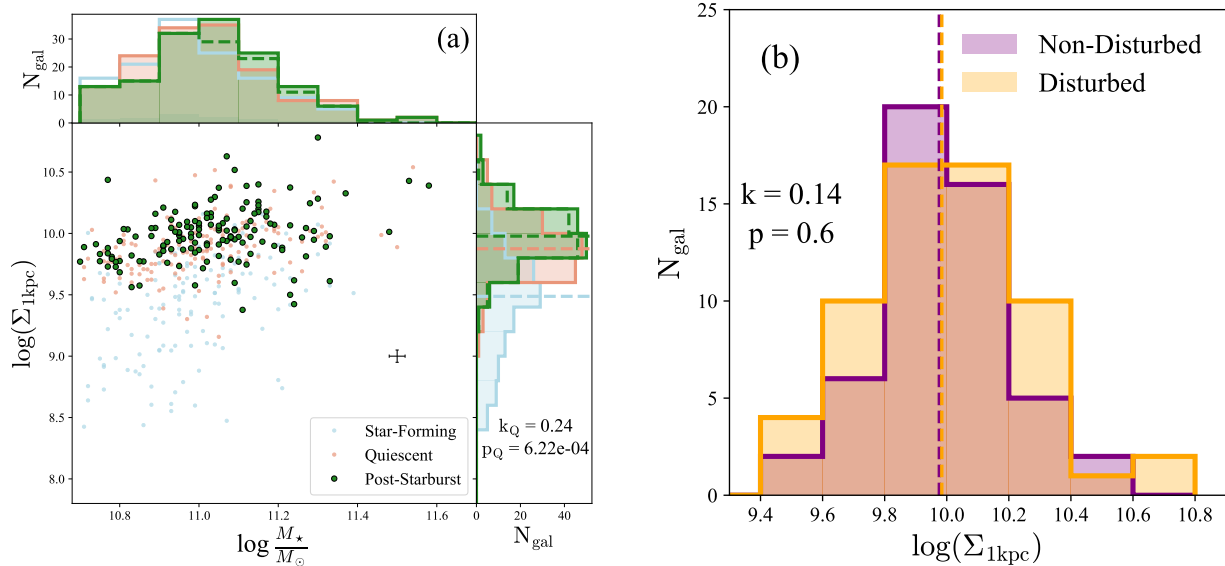 (a)
N_gal
30
20
10
0
10.5
10.0
9.5
9.0
8.5
8.0
log(Σ_1kpc)
Star-Forming
Quiescent
Post-Starburst
k_Q = 0.24
p_Q = 6.22e-04
10.8 11.0 11.2 11.4 11.6
log M⋆/M⊙
0 20 40
N_gal
(b)
Non-Disturbed
Disturbed
k = 0.14
p = 0.6
25
20
15
10
5
0
N_gal
9.4 9.6 9.8 10.0 10.2 10.4 10.6 10.8
log(Σ_1kpc)